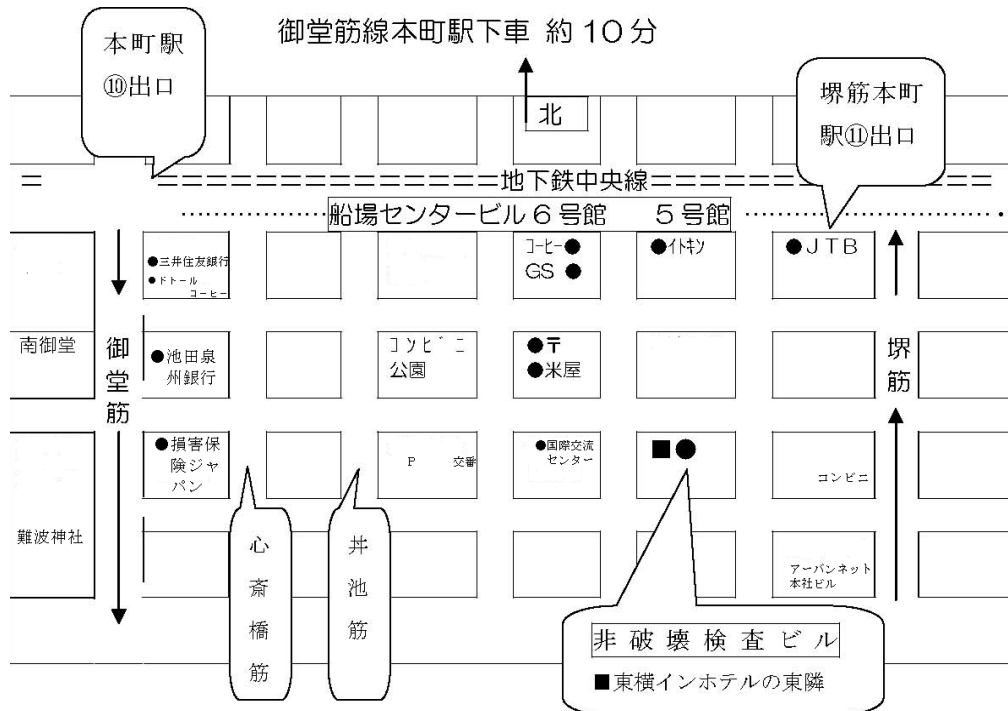 御堂筋線本町駅下車 約10分
本町駅
⑩出口
北
堺筋本町
駅⑪出口
地下鉄中央線
船場センタービル6号館 5号館
●三井住友銀行
●ドトール
コーヒー
コーヒー●
GS●
●イトキン
●JTB
南御堂
御堂筋
●池田泉
州銀行
コンビニ
公園
●〒
●米屋
堺筋
●損害保
険ジャ
パン
P 交番
●国際交流
センター
■●
コンビニ
難波神社
心斎橋筋
丼池筋
アーバンネット
本社ビル
非破壊検査ビル
■東横インホテルの東隣